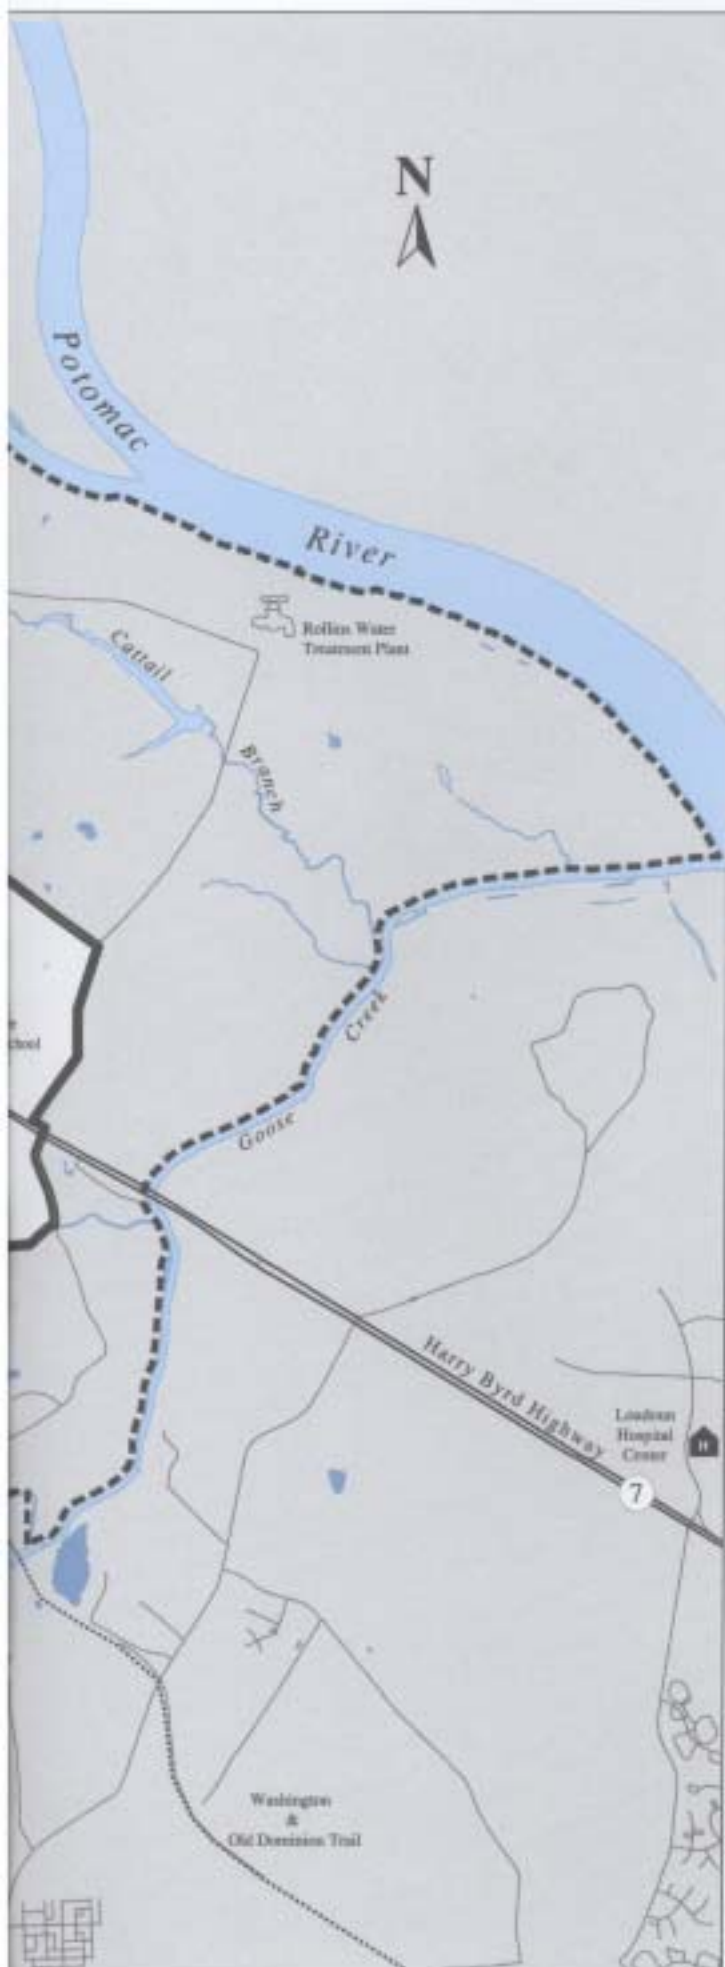 N
Potomac
River
Rollins Water
Treatment Plant
Cattail
Branch
Creek
Goose
Harry Byrd Highway
7
Loudoun
Hospital
Center
H
Washington
&
Old Dominion Trail